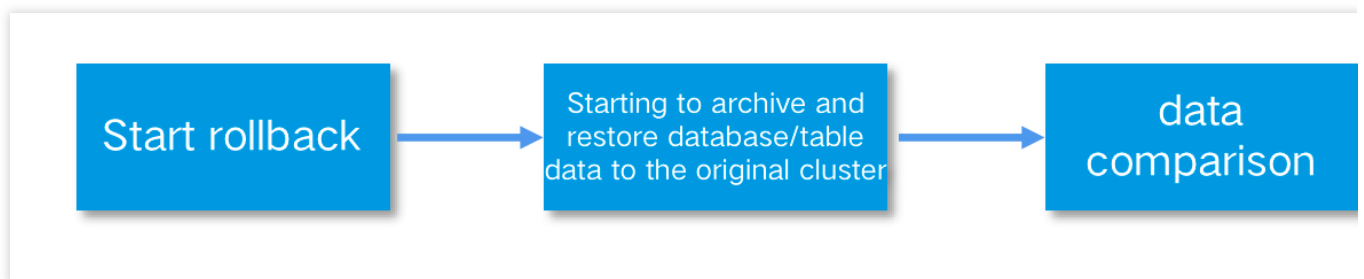 Start rollback
Starting to archive and
restore database/table
data to the original cluster
data
comparison